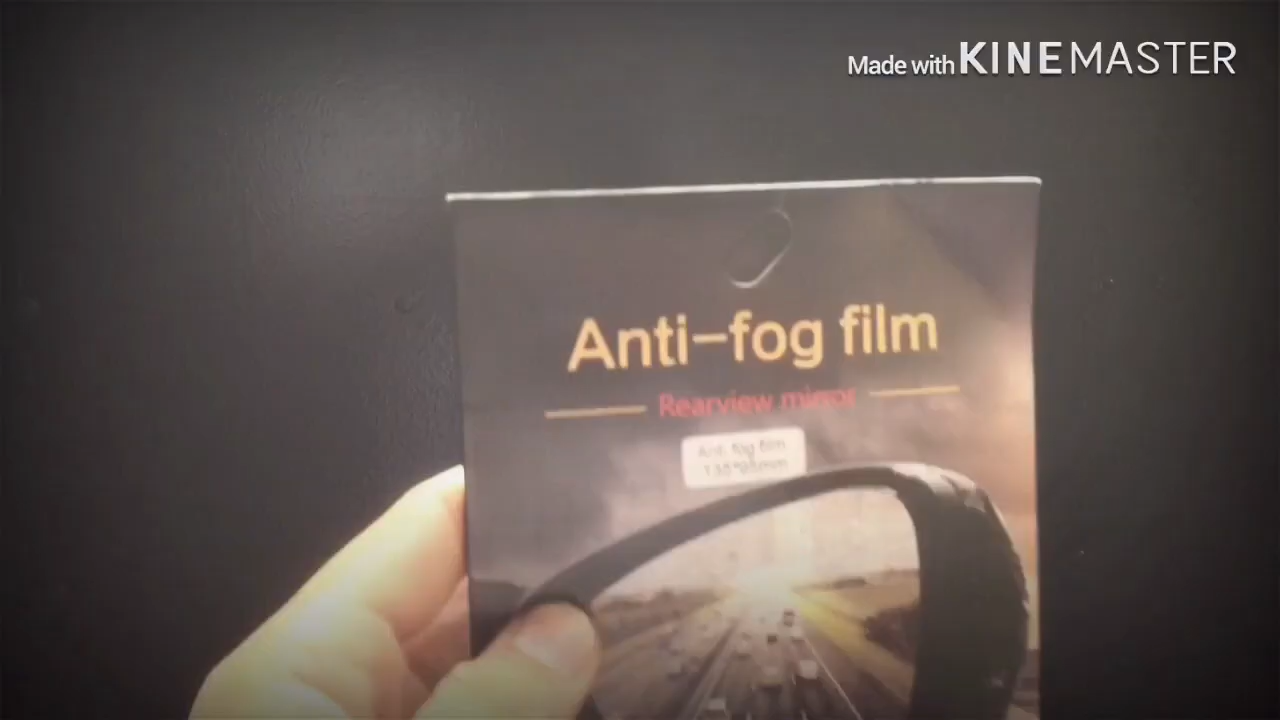 Made with KINEMASTER
Anti-fog film
Rearview mirror
Anti fog film